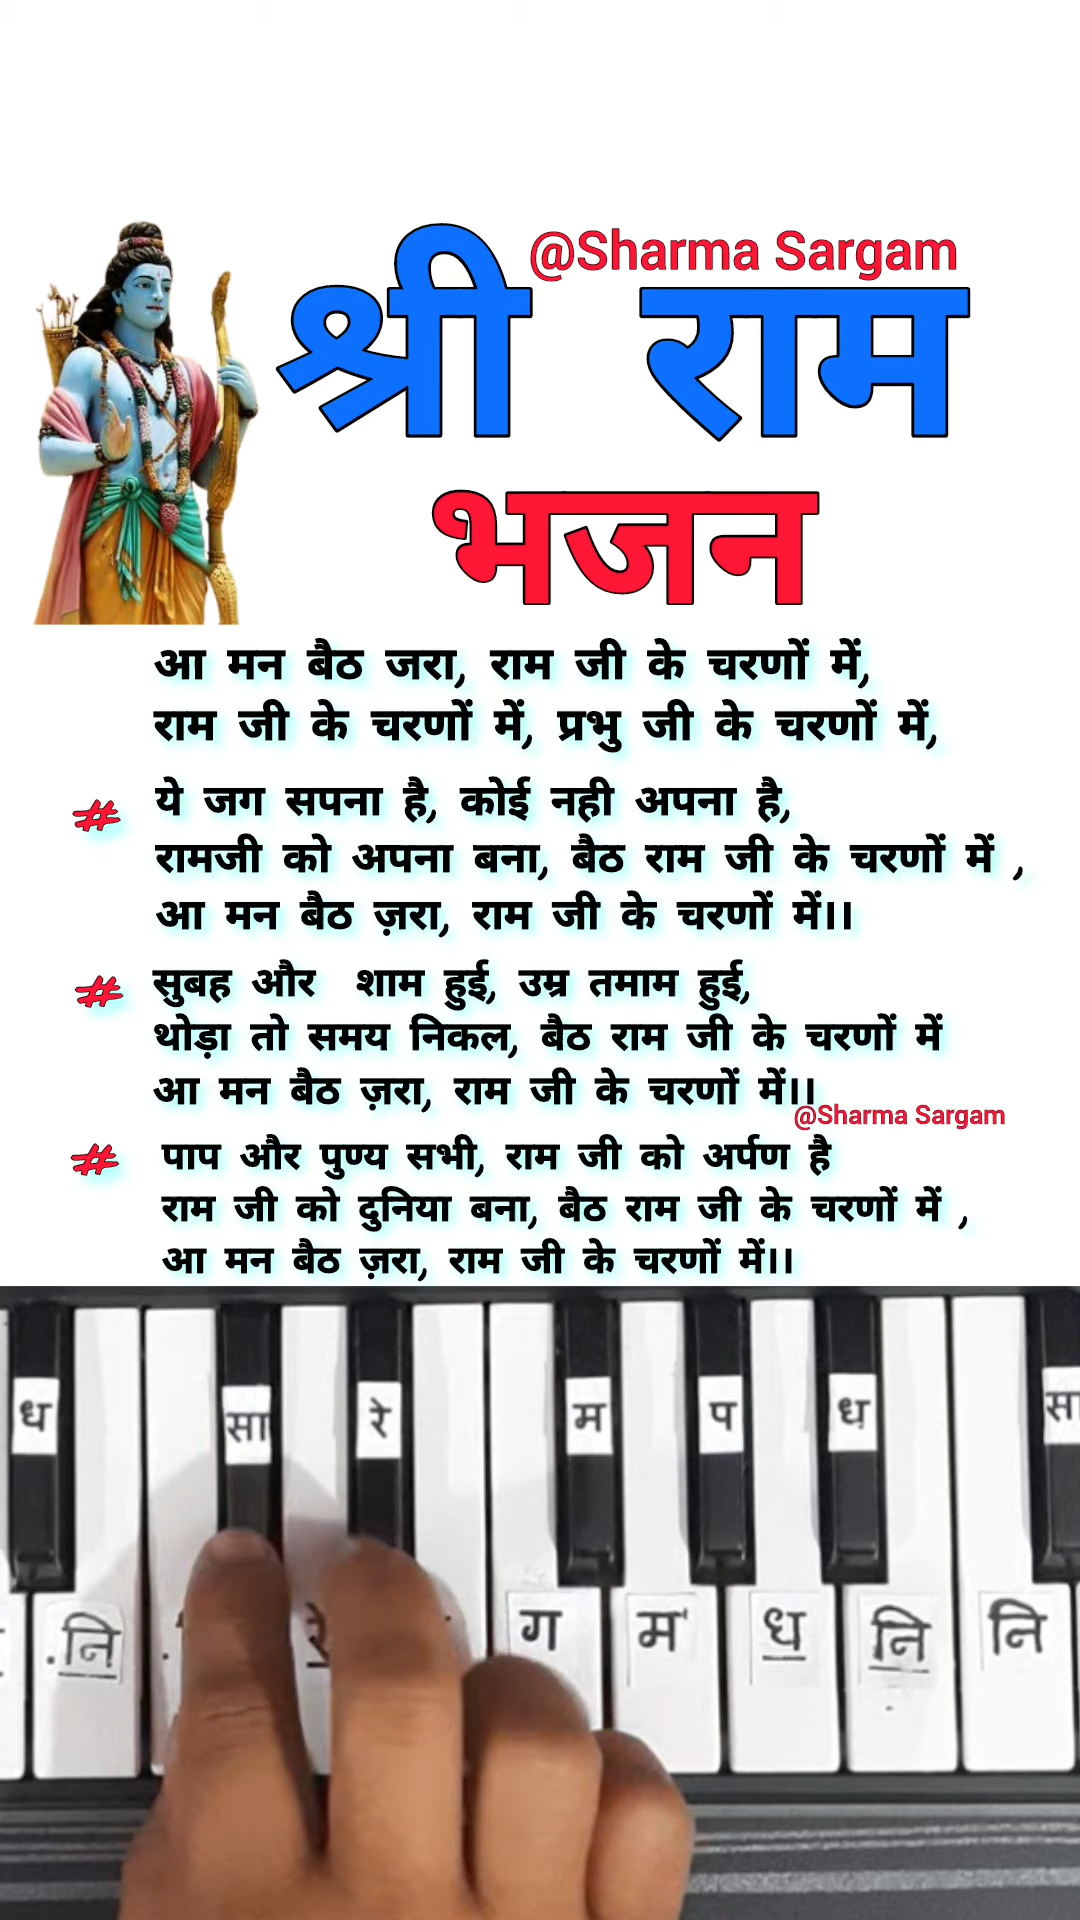 @Sharma Sargam
श्री राम
भजन
आ मन बैठ जरा, राम जी के चरणों में,
राम जी के चरणों में, प्रभु जी के चरणों में,
# ये जग सपना है, कोई नही अपना है,
रामजी को अपना बना, बैठ राम जी के चरणों में ,
आ मन बैठ ज़रा, राम जी के चरणों में।।
# सुबह और शाम हुई, उम्र तमाम हुई,
थोड़ा तो समय निकल, बैठ राम जी के चरणों में
आ मन बैठ ज़रा, राम जी के चरणों में।।
@Sharma Sargam
# पाप और पुण्य सभी, राम जी को अर्पण है
राम जी को दुनिया बना, बैठ राम जी के चरणों में ,
आ मन बैठ ज़रा, राम जी के चरणों में।।
ध सा रे म प ध सा
.नि ग म' ध नि नि